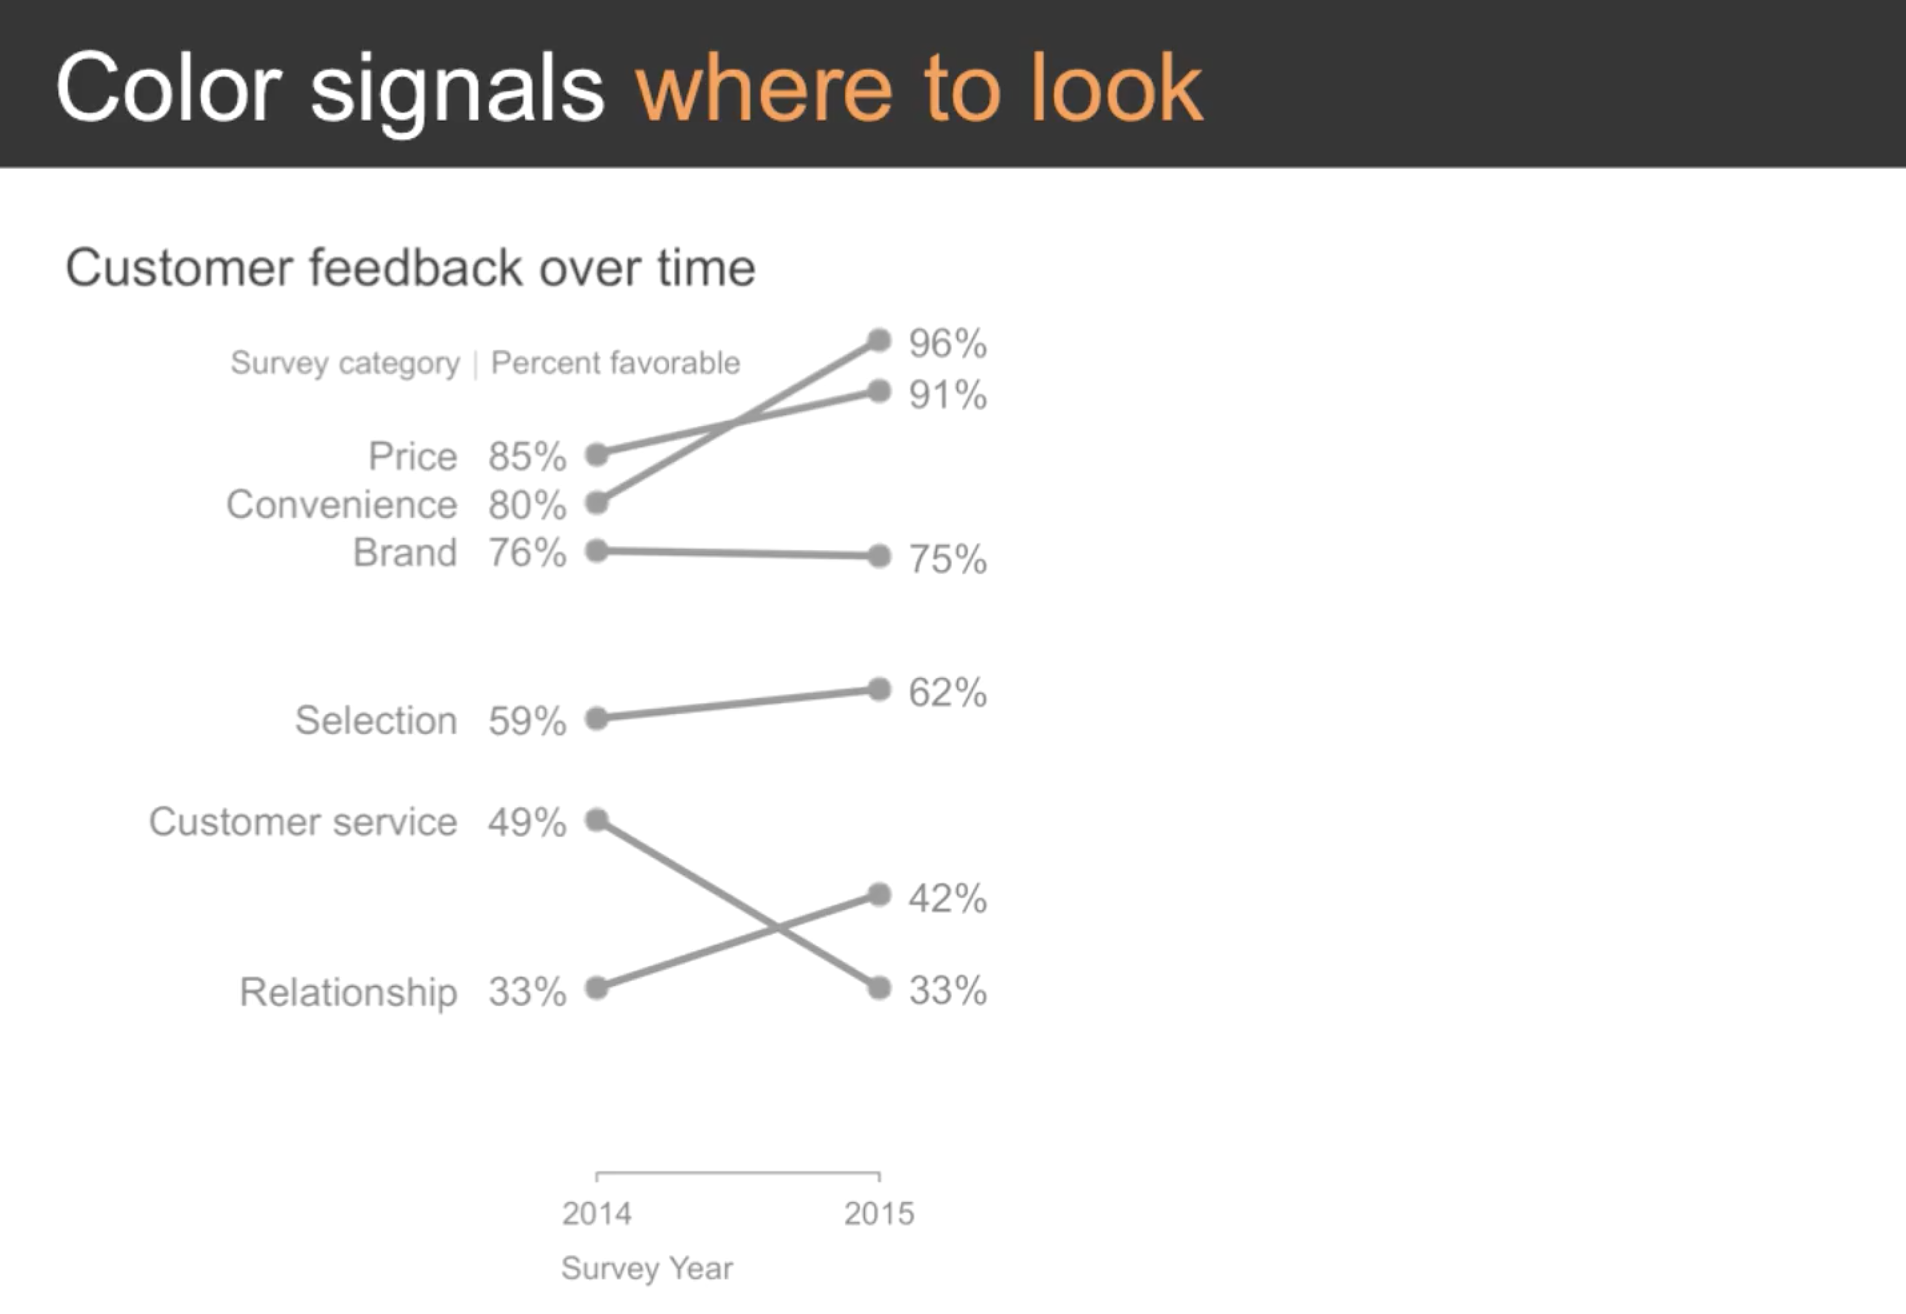 Color signals where to look
Customer feedback over time
Survey category | Percent favorable
96%
91%
Price 85%
Convenience 80%
Brand 76%
75%
62%
Selection 59%
Customer service 49%
42%
Relationship 33%
33%
2014 2015
Survey Year